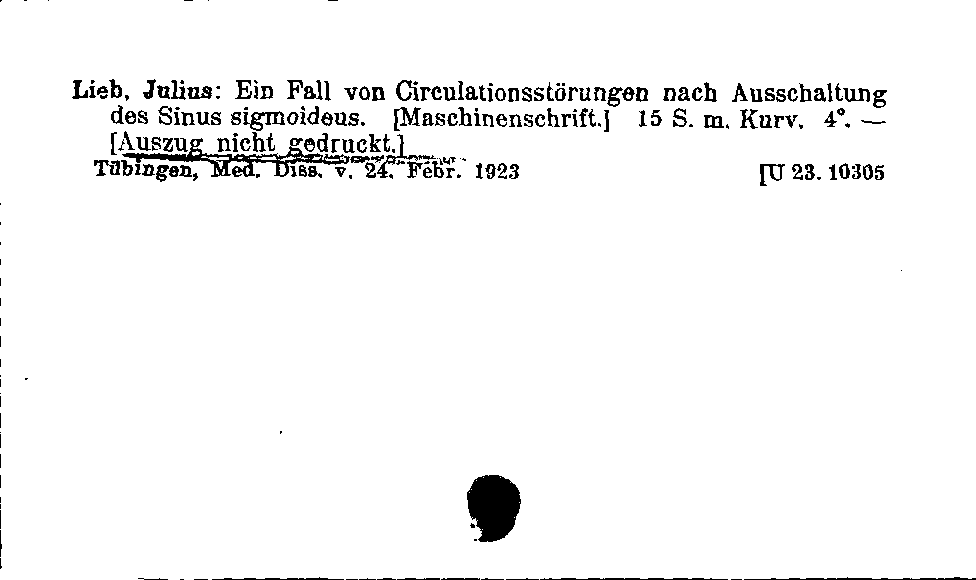 Lieb, Julius: Ein Fall von Circulationsstörungen nach Ausschaltung
des Sinus sigmoideus. [Maschinenschrift.] 15 S. m. Kurv. 4°. —
[Auszug nicht gedruckt.]
Tübingen, Med. Diss. v. 24. Febr. 1923 [U 23. 10305